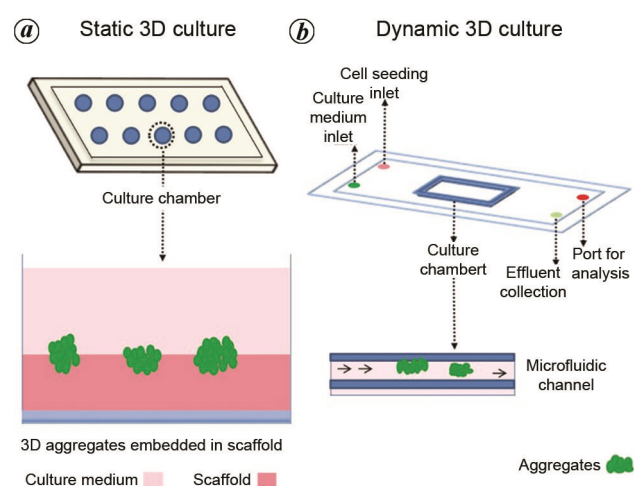 a Static 3D culture
b Dynamic 3D culture
Cell seeding
inlet
Culture
medium
inlet
Culture chamber
Culture
chambert
Effluent
collection
Port for
analysis
Microfluidic
channel
3D aggregates embedded in scaffold
Culture medium
Scaffold
Aggregates